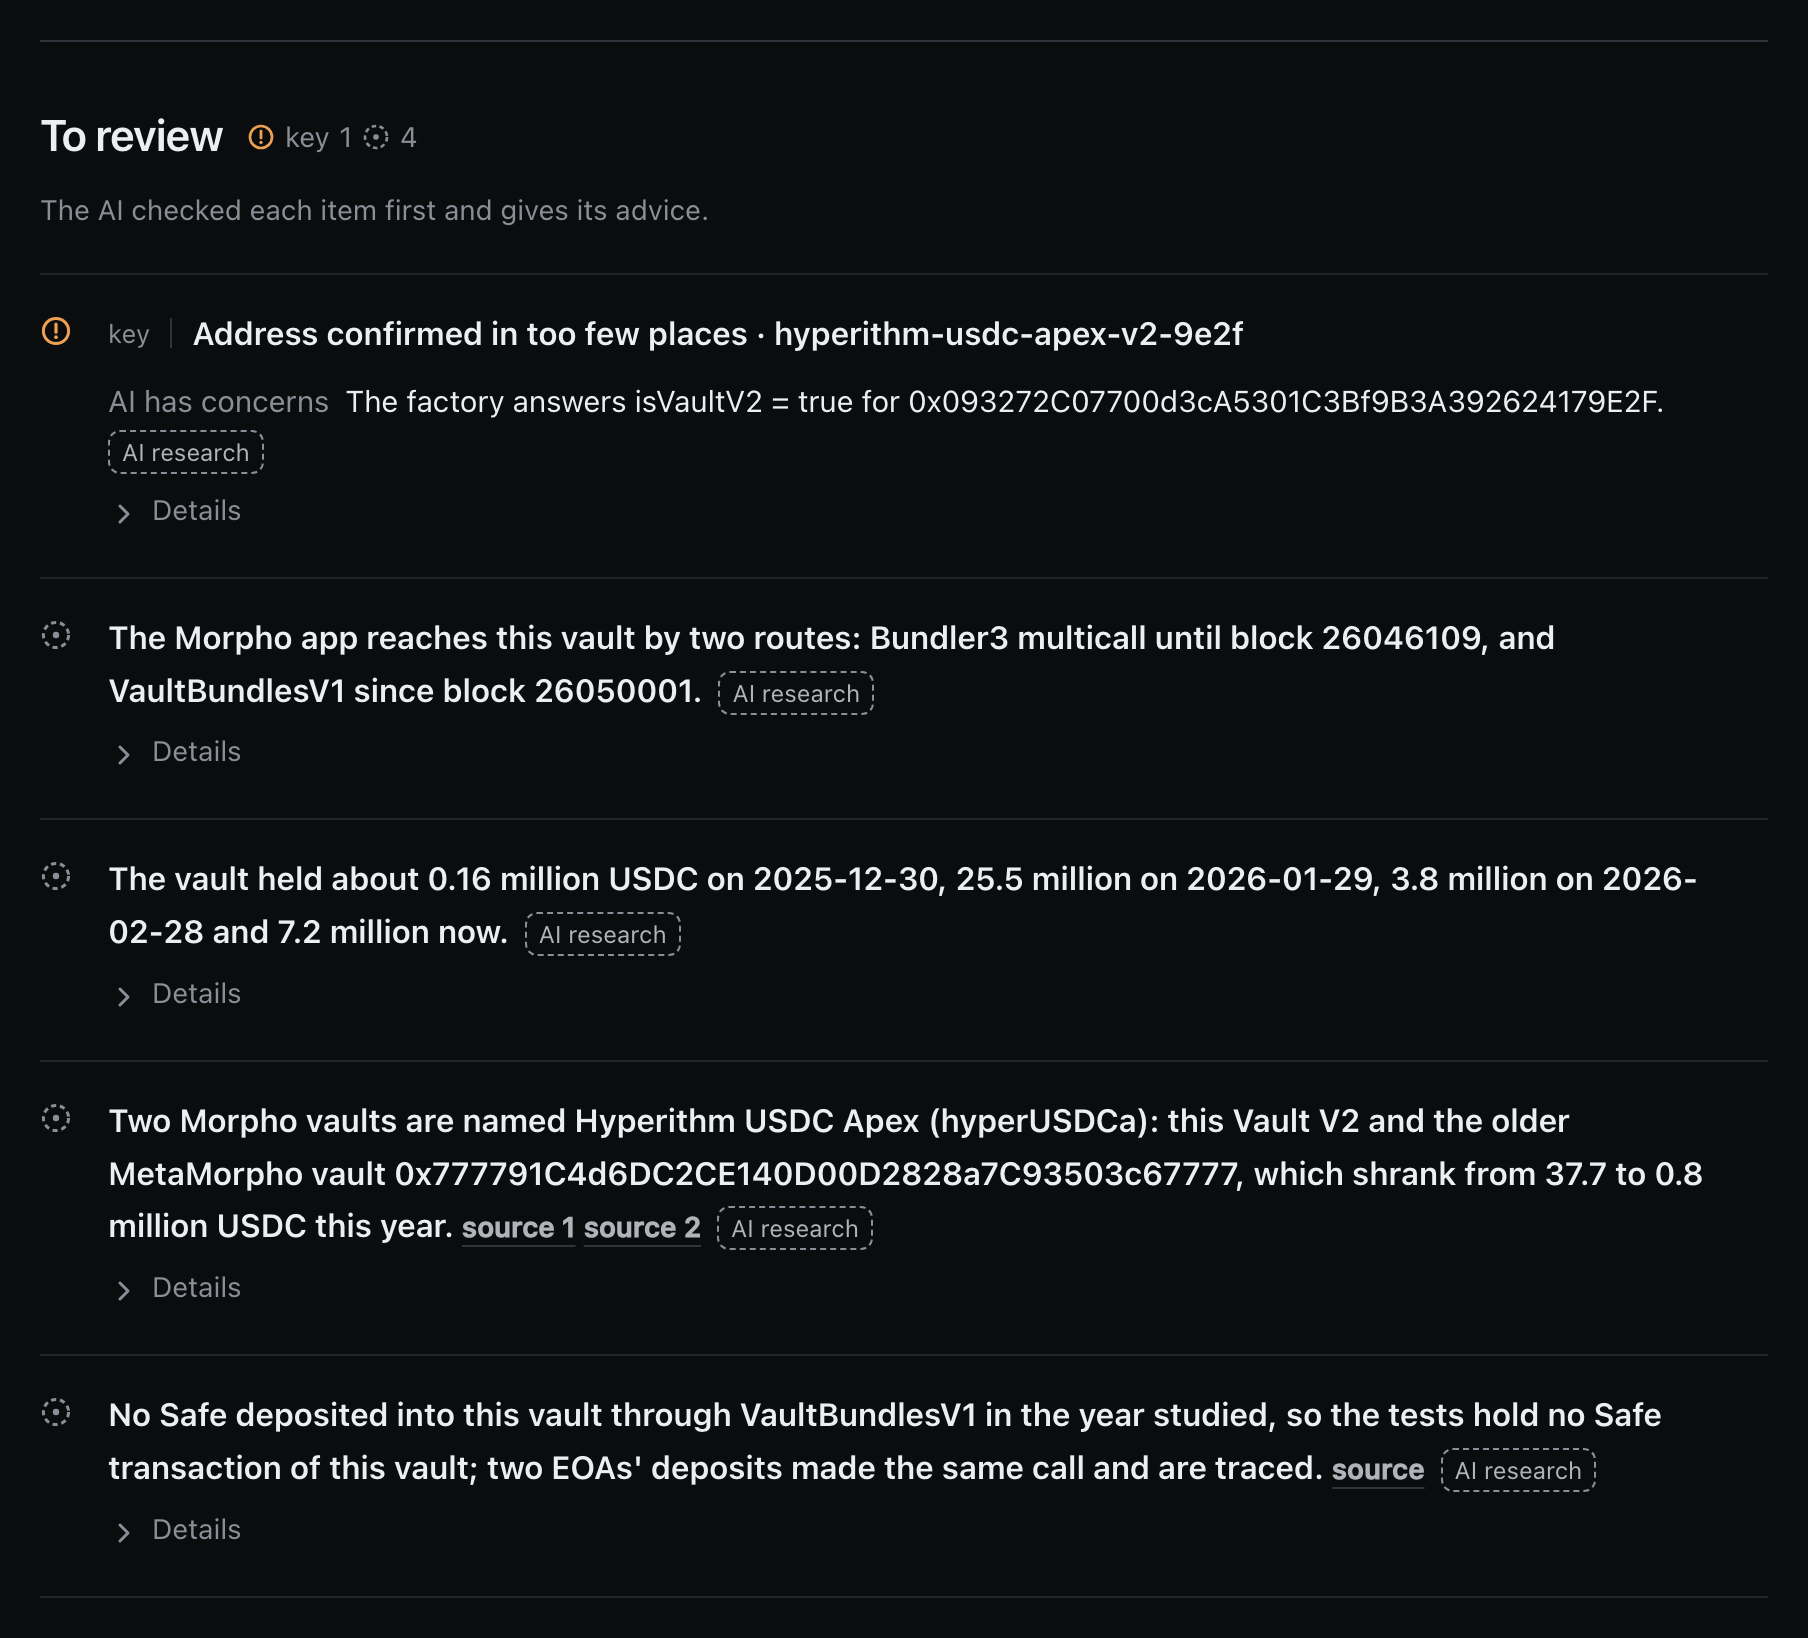 To review key 1 4
The AI checked each item first and gives its advice.
key Address confirmed in too few places · hyperithm-usdc-apex-v2-9e2f
AI has concerns The factory answers isVaultV2 = true for 0x093272C07700d3cA5301C3Bf9B3A392624179E2F.
AI research
Details
The Morpho app reaches this vault by two routes: Bundler3 multicall until block 26046109, and
VaultBundlesV1 since block 26050001. AI research
Details
The vault held about 0.16 million USDC on 2025-12-30, 25.5 million on 2026-01-29, 3.8 million on 2026-
02-28 and 7.2 million now. AI research
Details
Two Morpho vaults are named Hyperithm USDC Apex (hyperUSDCa): this Vault V2 and the older
MetaMorpho vault 0x777791C4d6DC2CE140D00D2828a7C93503c67777, which shrank from 37.7 to 0.8
million USDC this year. source 1 source 2 AI research
Details
No Safe deposited into this vault through VaultBundlesV1 in the year studied, so the tests hold no Safe
transaction of this vault; two EOAs' deposits made the same call and are traced. source AI research
Details